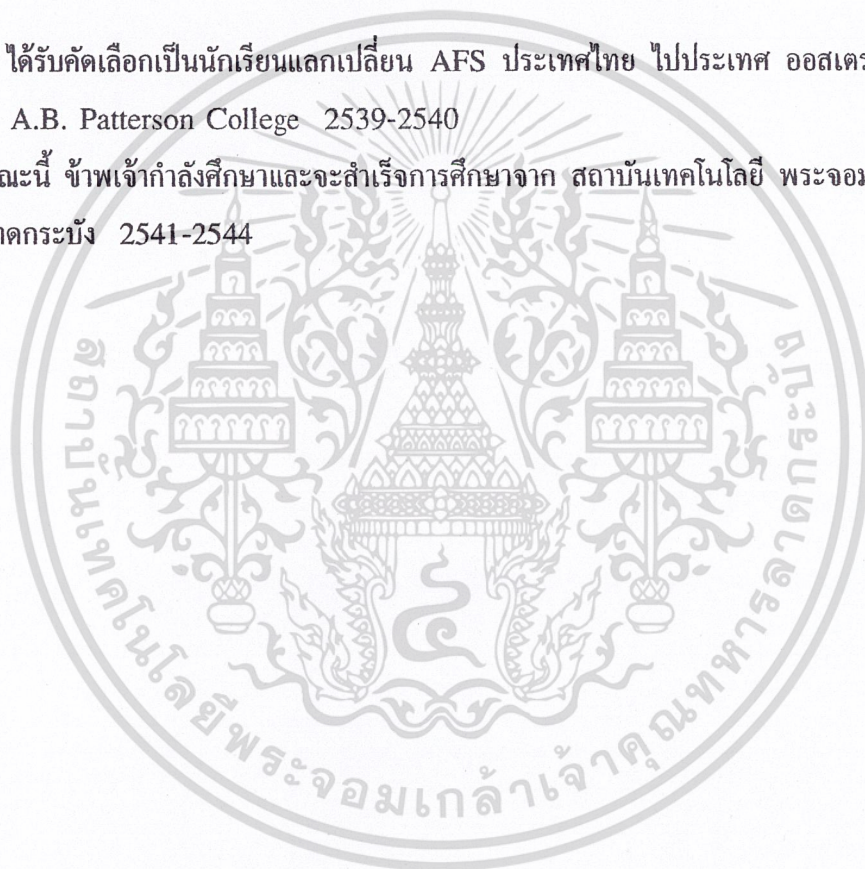 ได้รับคัดเลือกเป็นนักเรียนแลกเปลี่ยน AFS ประเทศไทย ไปประเทศ ออสเตร
A.B. Patterson College 2539-2540
ณะนี้ ข้าพเจ้ากำลังศึกษาและจะสำเร็จการศึกษาจาก สถาบันเทคโนโลยี พระจอม
าดกระบัง 2541-2544
สถาบันเทคโนโลยีพระจอมเกล้าเจ้าคุณทหารลาดกระบัง
๔